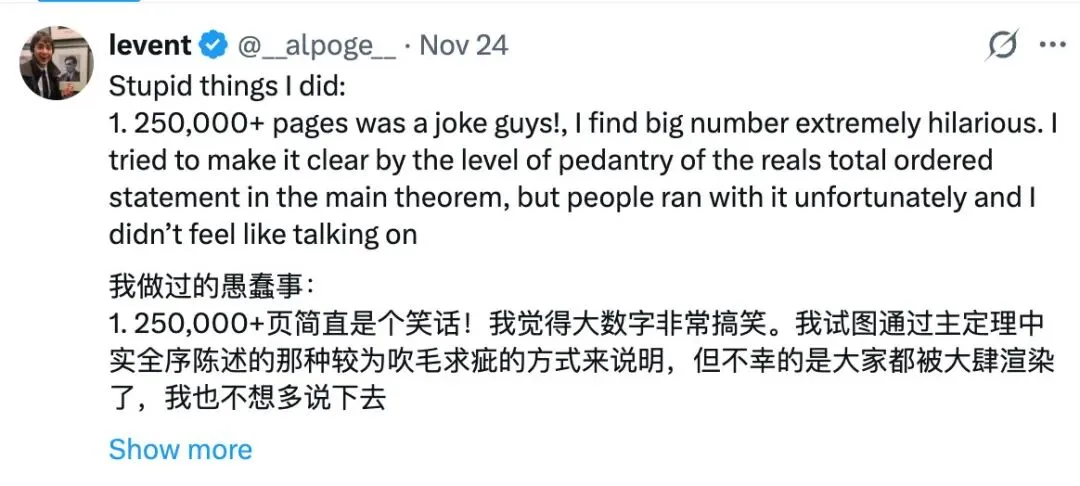 levent @__alpoge__ · Nov 24
Stupid things I did:
1. 250,000+ pages was a joke guys!, I find big number extremely hilarious. I
tried to make it clear by the level of pedantry of the reals total ordered
statement in the main theorem, but people ran with it unfortunately and I
didn’t feel like talking on
我做过的愚蠢事：
1. 250,000+页简直是个笑话！我觉得大数字非常搞笑。我试图通过主定理中
实全序陈述的那种较为吹毛求疵的方式来说明，但不幸的是大家都被大肆渲染
了，我也不想多说下去
Show more